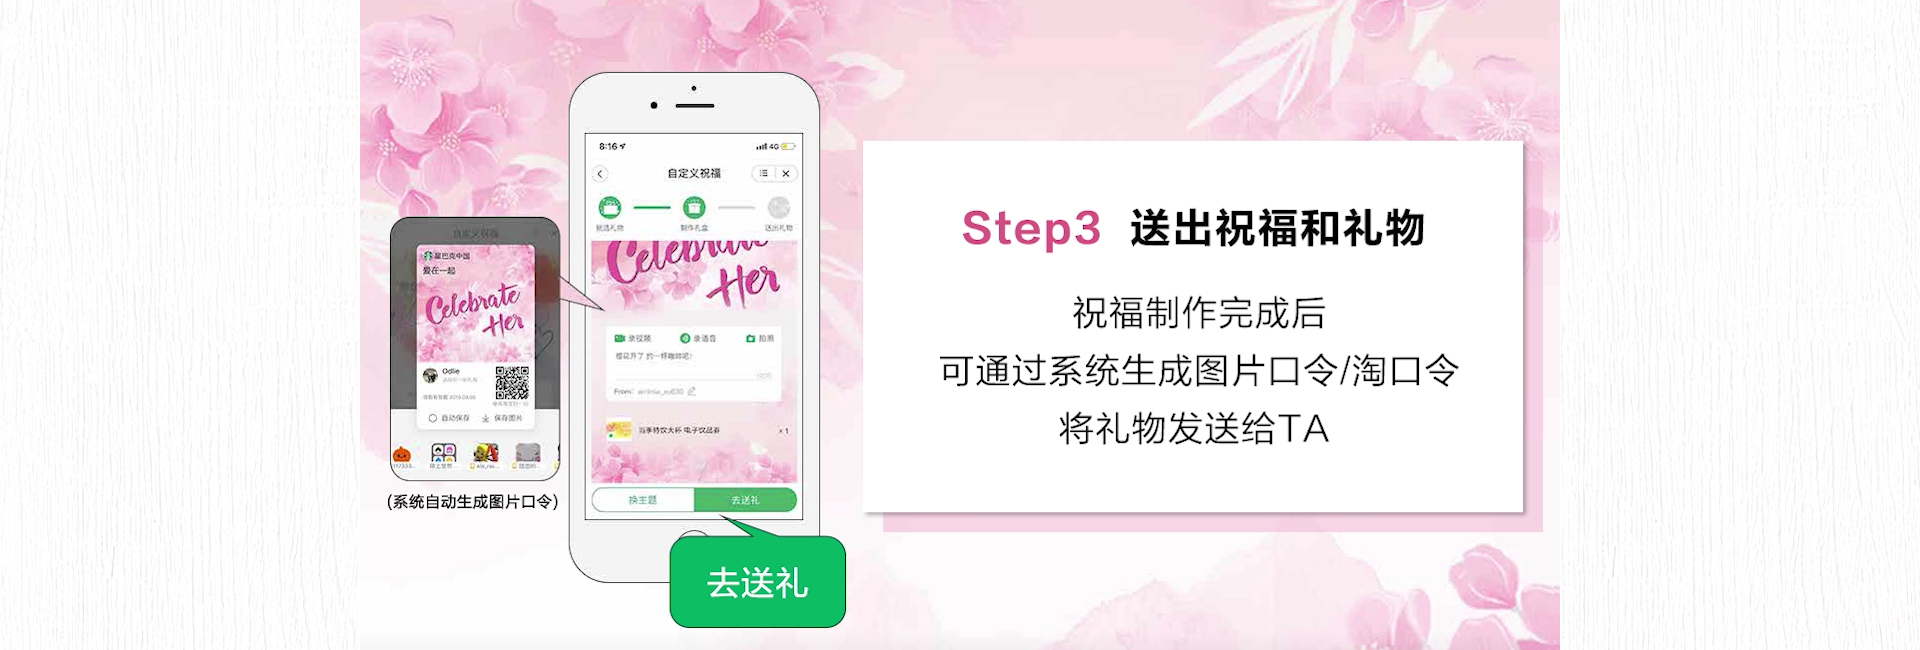 自定义祝福
星巴克中国
爱在一起
Celebrate
Her
Odlie
自动保存
保存图片
(系统自动生成图片口令)
8:16
4G
自定义祝福
挑选礼物
制作礼盒
送出礼物
Celebrate
Her
录视频
录语音
拍照
樱花开了 约一杯咖啡吧!
From:
当季特饮大杯 电子饮品券
×1
换主题
去送礼
去送礼
Step3 送出祝福和礼物
祝福制作完成后
可通过系统生成图片口令/淘口令
将礼物发送给TA